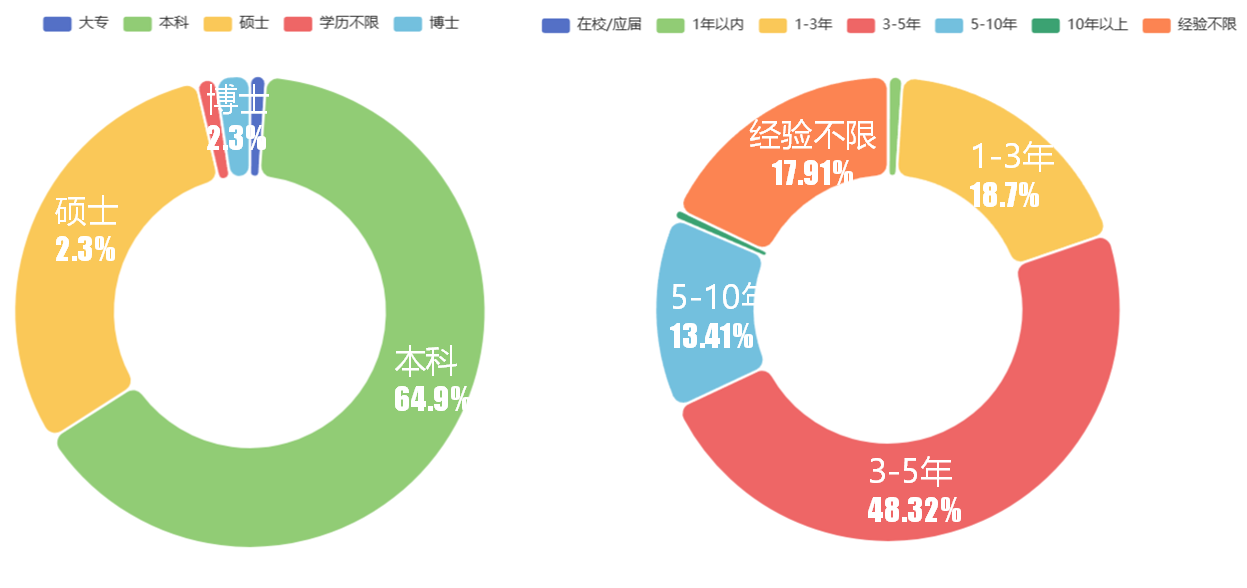 大专 本科 硕士 学历不限 博士
在校/应届 1年以内 1-3年 3-5年 5-10年 10年以上 经验不限
博士
2.3%
硕士
2.3%
本科
64.9%
经验不限
17.91%
1-3年
18.7%
5-10年
13.41%
3-5年
48.32%